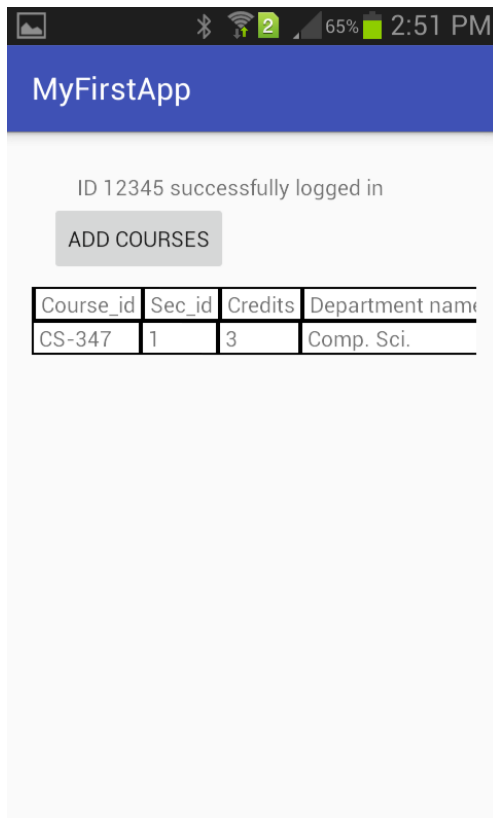 2 65% 2:51 PM
MyFirstApp
ID 12345 successfully logged in
ADD COURSES
Course_id Sec_id Credits Department name
CS-347 1 3 Comp. Sci.